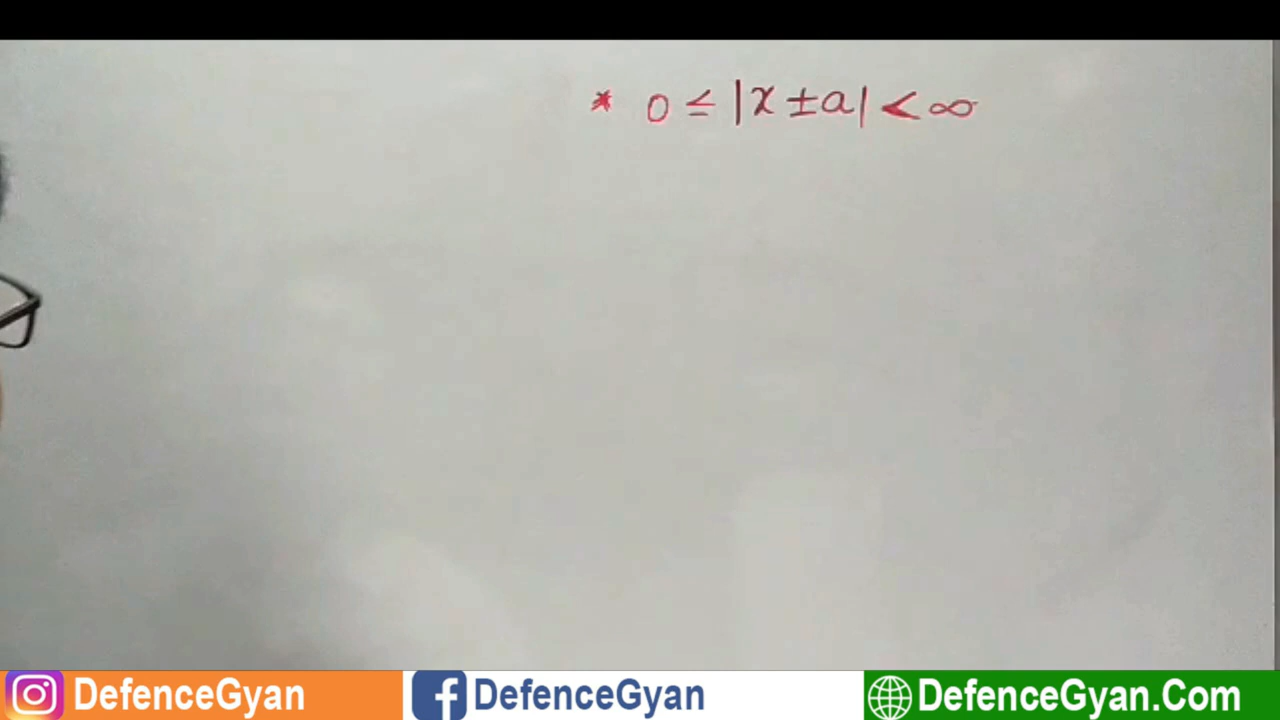 * 0 ≤ |x ± a| < ∞
DefenceGyan DefenceGyan DefenceGyan.Com